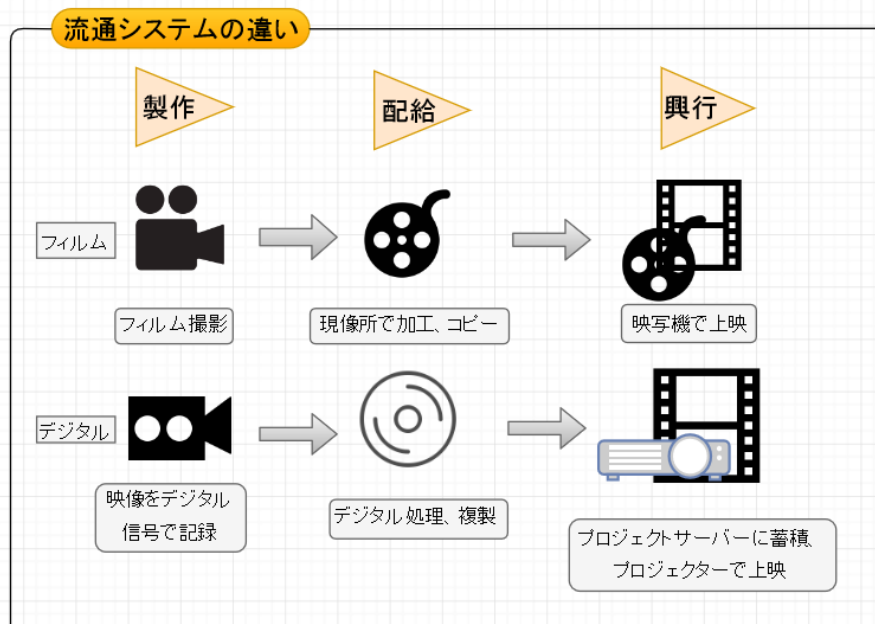 流通システムの違い
製作
配給
興行
フィルム
フィルム撮影
現像所で加工、コピー
映写機で上映
デジタル
映像をデジタル
信号で記録
デジタル処理、複製
プロジェクトサーバーに蓄積、
プロジェクターで上映